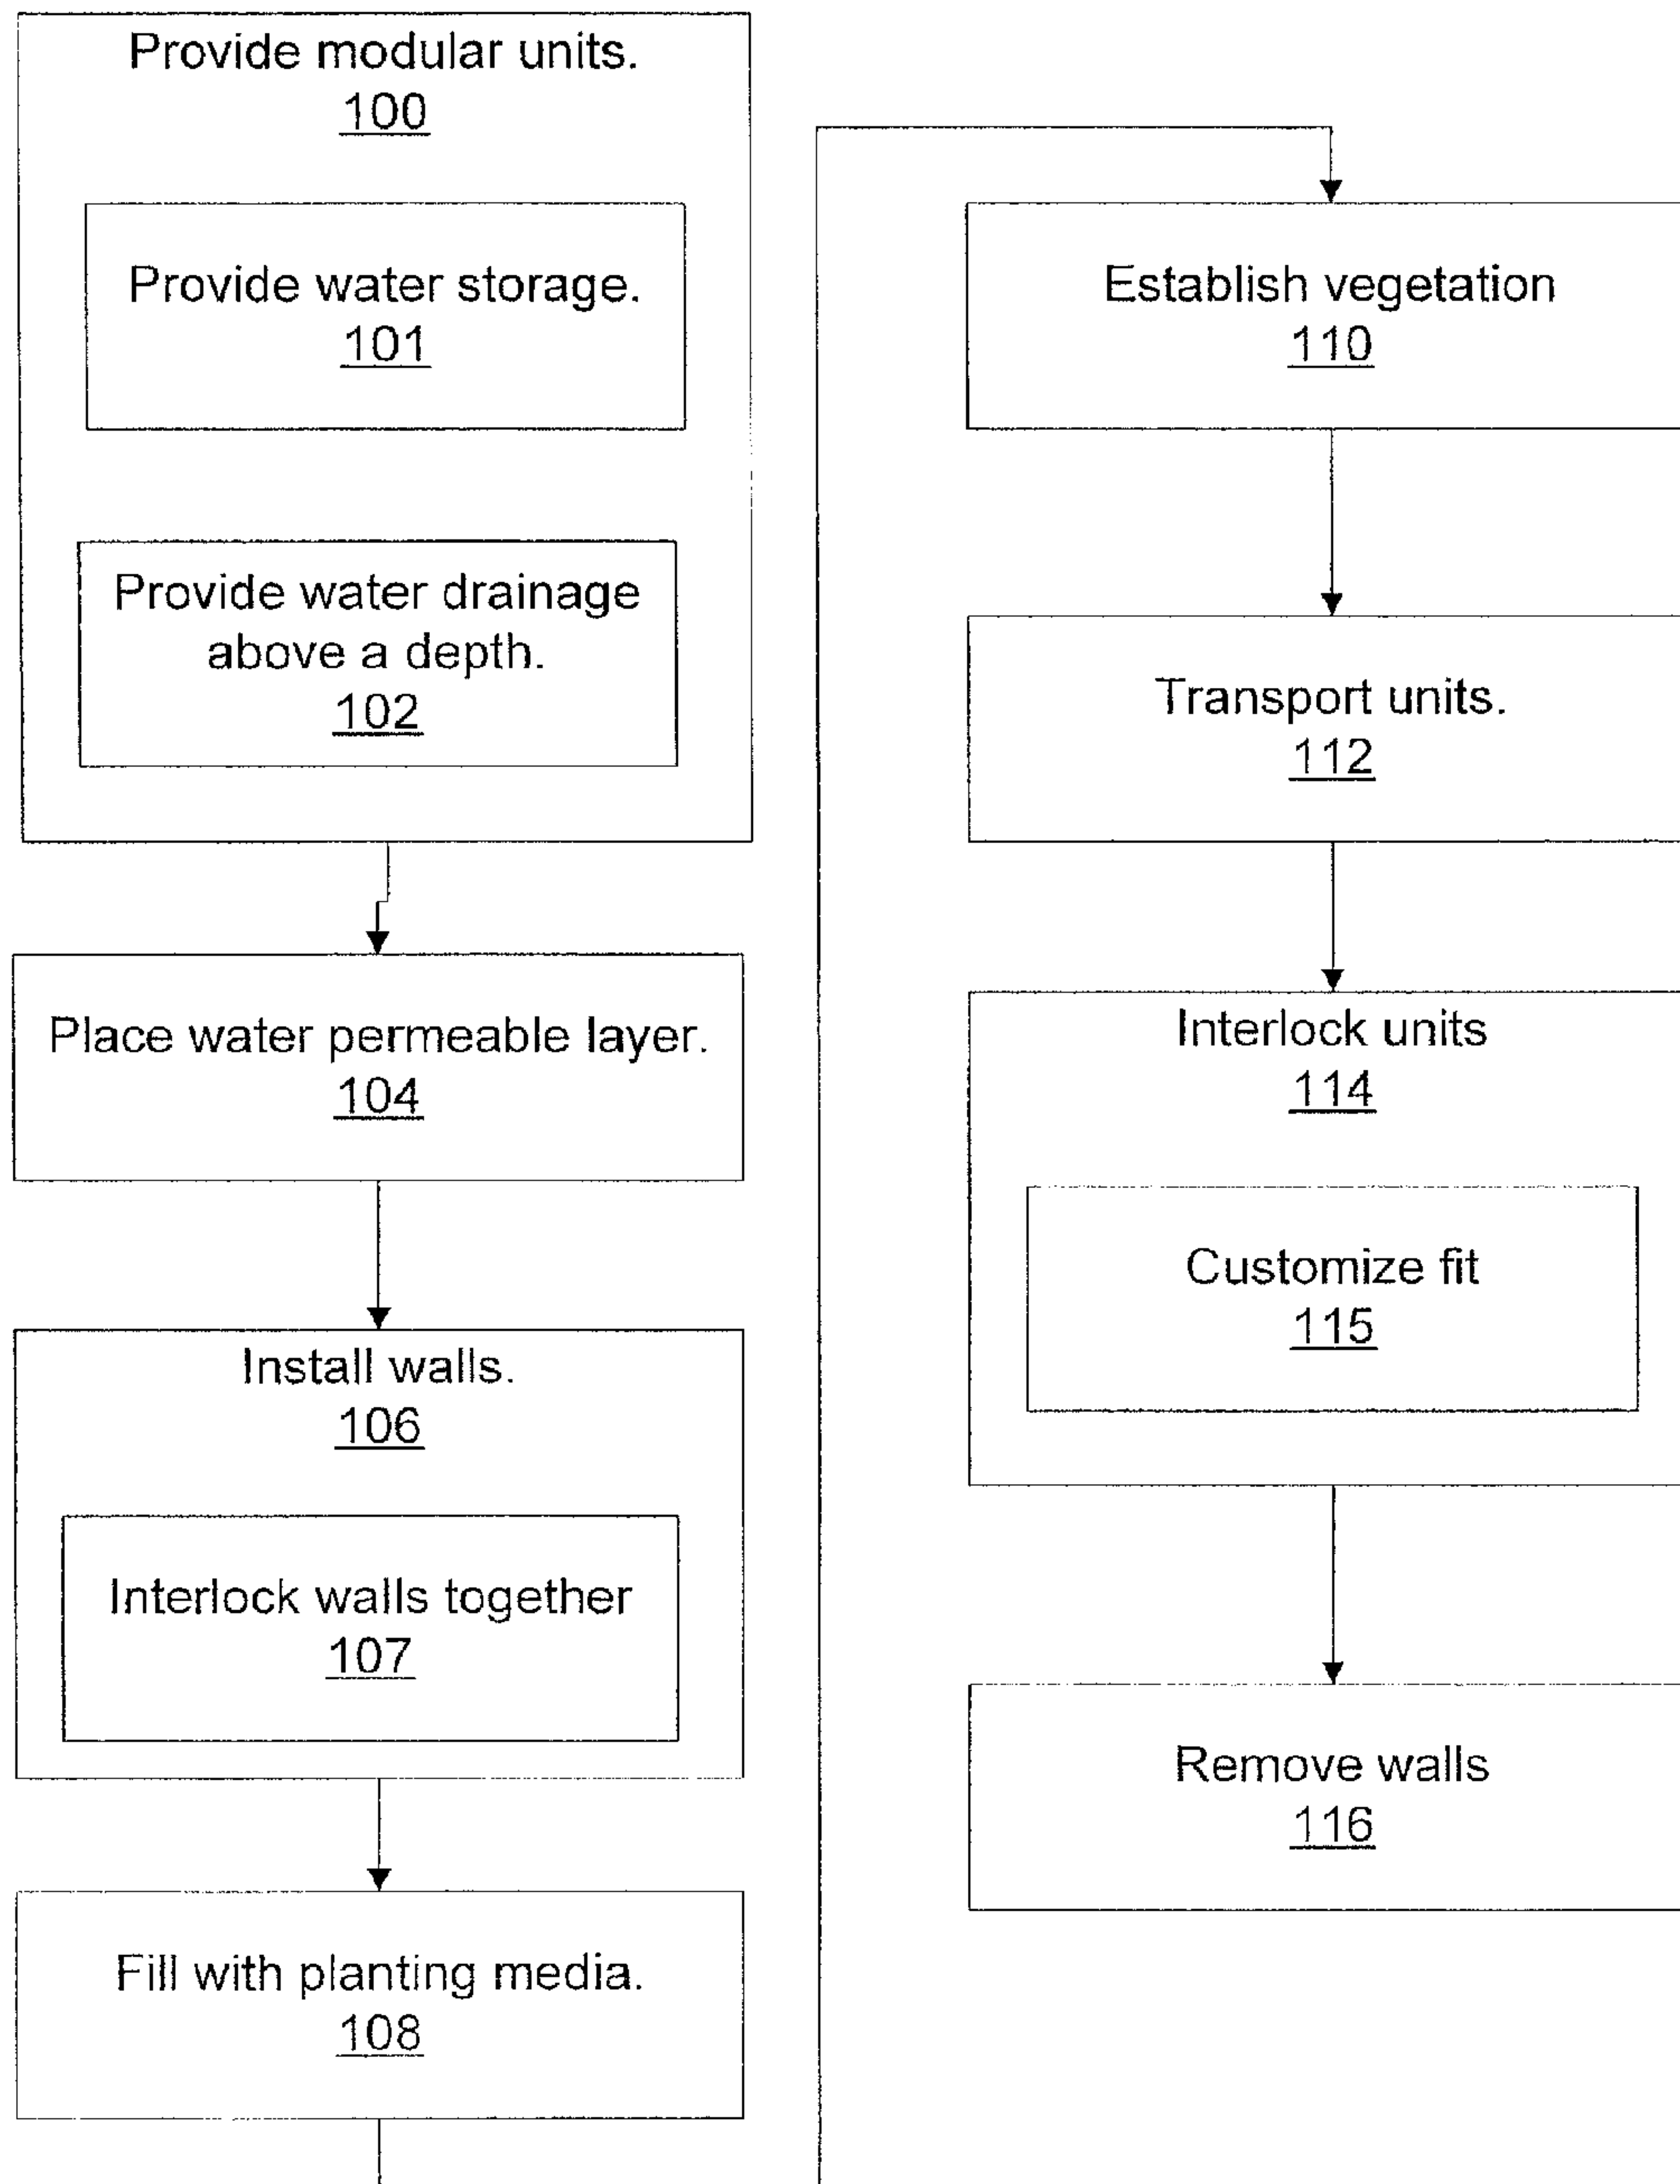 Provide modular units.
100
Provide water storage.
101
Provide water drainage
above a depth.
102
Place water permeable layer.
104
Install walls.
106
Interlock walls together
107
Fill with planting media.
108
Establish vegetation
110
Transport units.
112
Interlock units
114
Customize fit
115
Remove walls
116